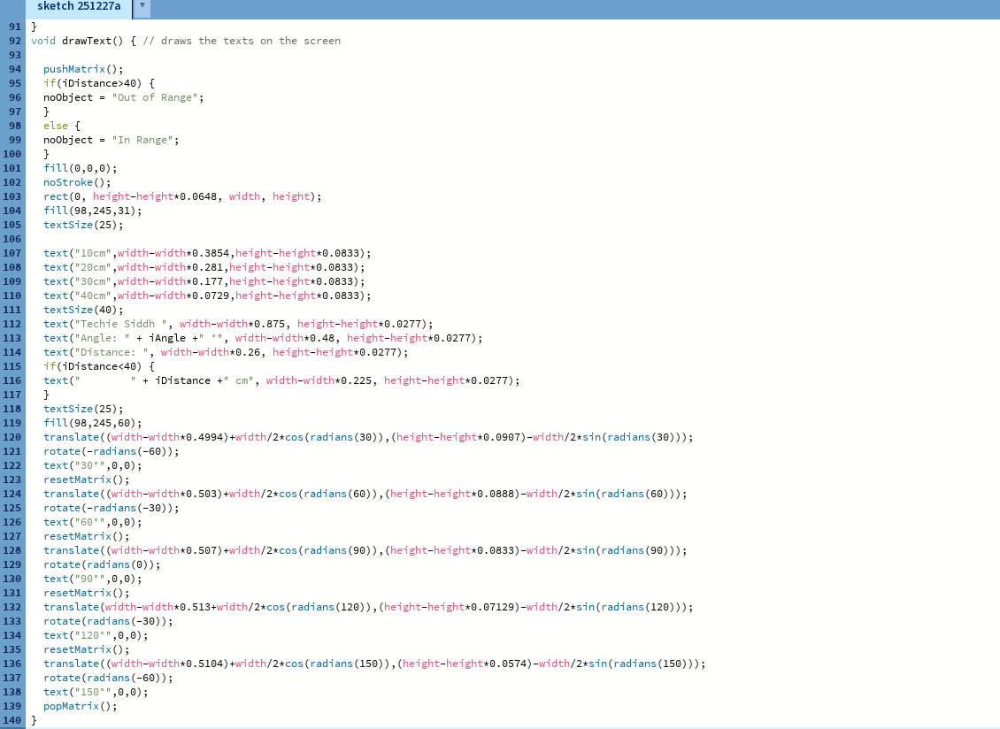 sketch 251227a ▼
91 }
92 void drawText() { // draws the texts on the screen
93
94 pushMatrix();
95 if(iDistance>40) {
96 noObject = "Out of Range";
97 }
98 else {
99 noObject = "In Range";
100 }
101 fill(0,0,0);
102 noStroke();
103 rect(0, height-height*0.0648, width, height);
104 fill(98,245,31);
105 textSize(25);
106
107 text("10cm",width-width*0.3854,height-height*0.0833);
108 text("20cm",width-width*0.281,height-height*0.0833);
109 text("30cm",width-width*0.177,height-height*0.0833);
110 text("40cm",width-width*0.0729,height-height*0.0833);
111 textSize(40);
112 text("Techie Siddh ", width-width*0.875, height-height*0.0277);
113 text("Angle: " + iAngle +" °", width-width*0.48, height-height*0.0277);
114 text("Distance: ", width-width*0.26, height-height*0.0277);
115 if(iDistance<40) {
116 text("        " + iDistance +" cm", width-width*0.225, height-height*0.0277);
117 }
118 textSize(25);
119 fill(98,245,60);
120 translate((width-width*0.4994)+width/2*cos(radians(30)),(height-height*0.0907)-width/2*sin(radians(30)));
121 rotate(-radians(-60));
122 text("30°",0,0);
123 resetMatrix();
124 translate((width-width*0.503)+width/2*cos(radians(60)),(height-height*0.0888)-width/2*sin(radians(60)));
125 rotate(-radians(-30));
126 text("60°",0,0);
127 resetMatrix();
128 translate((width-width*0.507)+width/2*cos(radians(90)),(height-height*0.0833)-width/2*sin(radians(90)));
129 rotate(radians(0));
130 text("90°",0,0);
131 resetMatrix();
132 translate(width-width*0.513+width/2*cos(radians(120)),(height-height*0.07129)-width/2*sin(radians(120)));
133 rotate(radians(-30));
134 text("120°",0,0);
135 resetMatrix();
136 translate((width-width*0.5104)+width/2*cos(radians(150)),(height-height*0.0574)-width/2*sin(radians(150)));
137 rotate(radians(-60));
138 text("150°",0,0);
139 popMatrix();
140 }